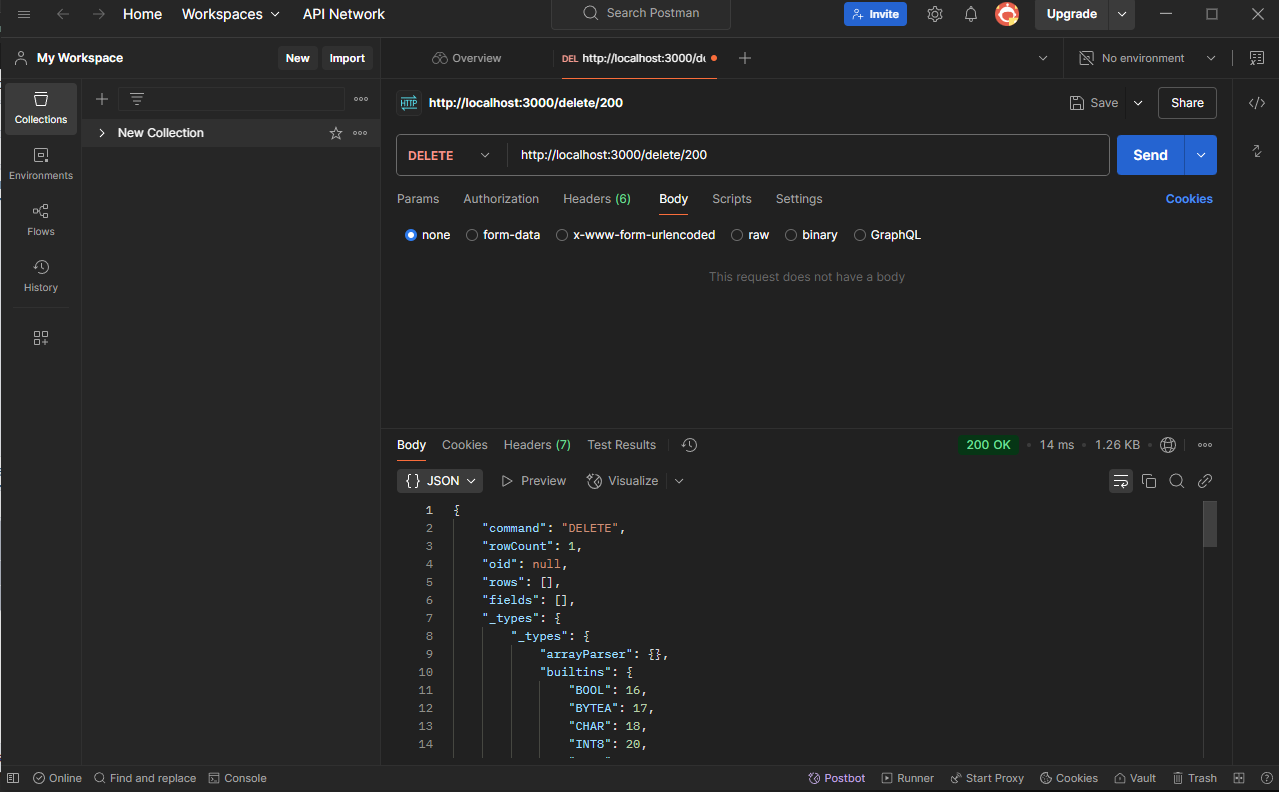 Home Workspaces API Network Search Postman Invite Upgrade
My Workspace New Import Overview DEL http://localhost:3000/de No environment
Collections
Environments
Flows
History
New Collection
HTTP http://localhost:3000/delete/200 Save Share
DELETE http://localhost:3000/delete/200 Send
Params Authorization Headers (6) Body Scripts Settings Cookies
none form-data x-www-form-urlencoded raw binary GraphQL
This request does not have a body
Body Cookies Headers (7) Test Results 200 OK • 14 ms • 1.26 KB •
{} JSON Preview Visualize
1 {
2 "command": "DELETE",
3 "rowCount": 1,
4 "oid": null,
5 "rows": [],
6 "fields": [],
7 "_types": {
8 "_types": {
9 "arrayParser": {},
10 "builtins": {
11 "BOOL": 16,
12 "BYTEA": 17,
13 "CHAR": 18,
14 "INT8": 20,
Online Find and replace Console Postbot Runner Start Proxy Cookies Vault Trash